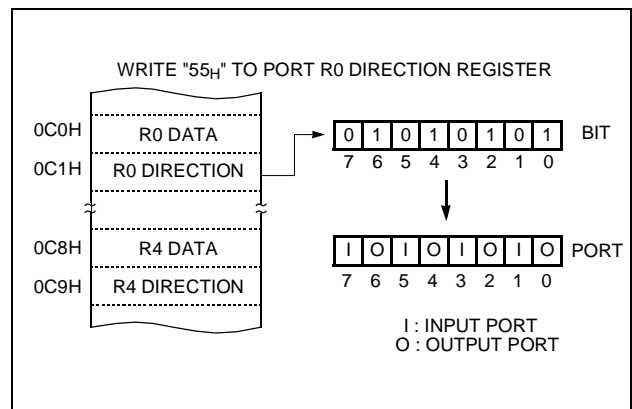 WRITE "55H" TO PORT R0 DIRECTION REGISTER
0C0H R0 DATA
0C1H R0 DIRECTION
0 1 0 1 0 1 0 1 BIT
7 6 5 4 3 2 1 0
0C8H R4 DATA
0C9H R4 DIRECTION
I O I O I O I O PORT
7 6 5 4 3 2 1 0
I : INPUT PORT
O : OUTPUT PORT